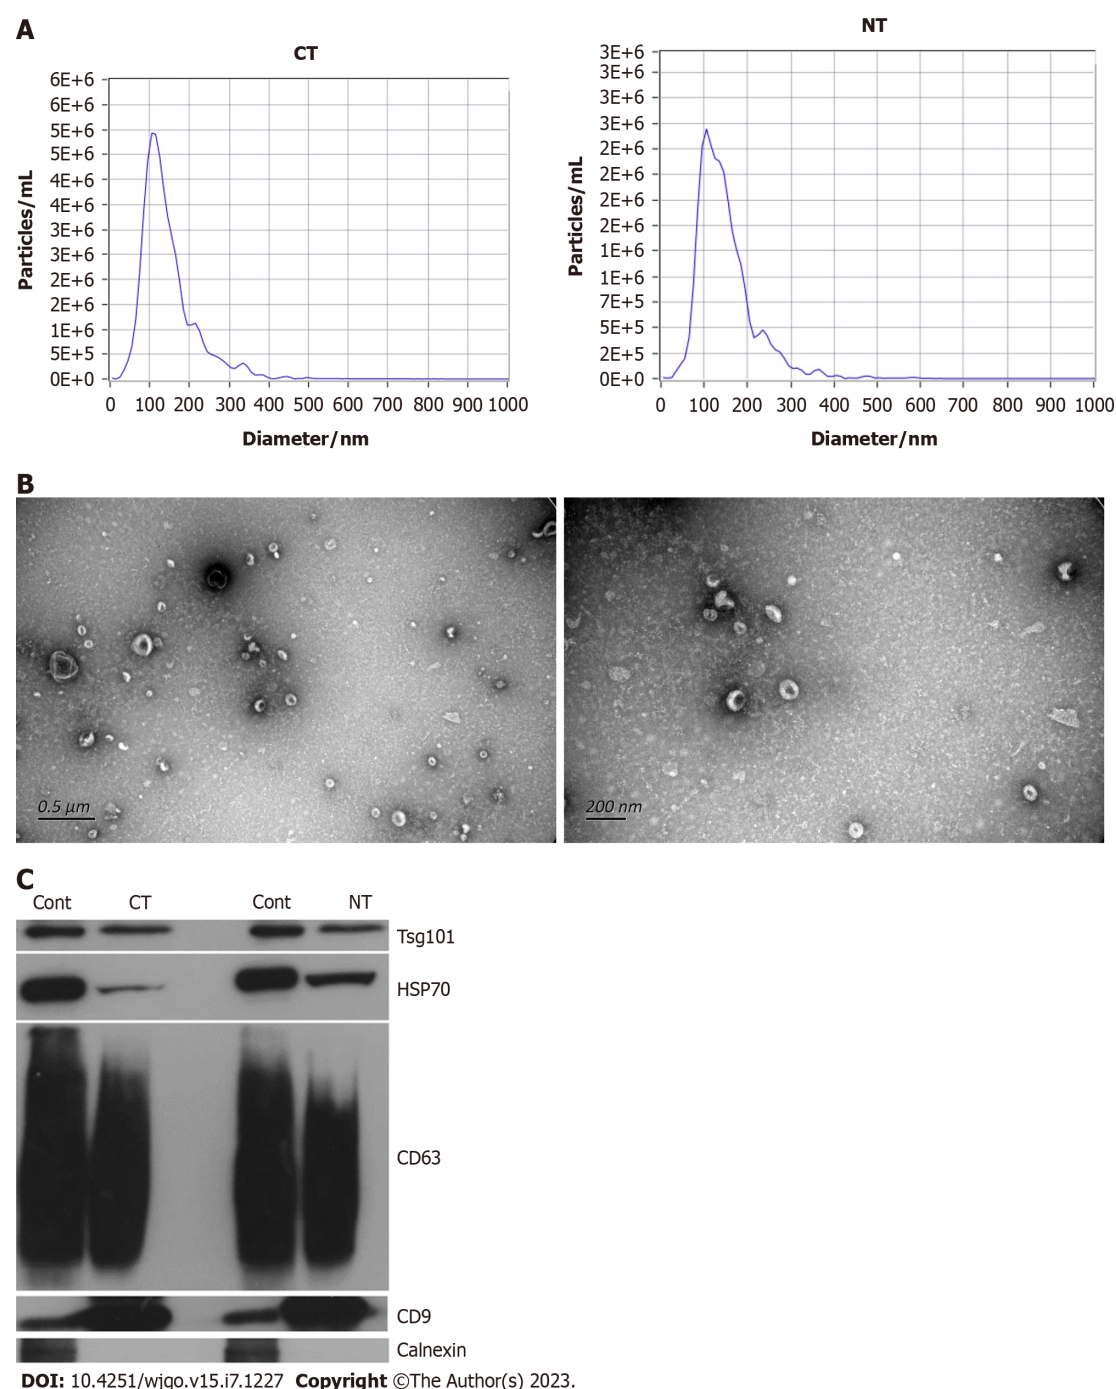 A
CT
6E+6
6E+6
5E+6
5E+6
4E+6
4E+6
3E+6
3E+6
2E+6
2E+6
1E+6
5E+5
0E+0
Particles/mL
0 100 200 300 400 500 600 700 800 900 1000
Diameter/nm
NT
3E+6
3E+6
3E+6
3E+6
2E+6
2E+6
2E+6
2E+6
1E+6
1E+6
7E+5
5E+5
2E+5
0E+0
Particles/mL
0 100 200 300 400 500 600 700 800 900 1000
Diameter/nm
B
0.5 µm
200 nm
C
Cont CT Cont NT
Tsg101
HSP70
CD63
CD9
Calnexin
DOI: 10.4251/wjgo.v15.i7.1227 Copyright ©The Author(s) 2023.